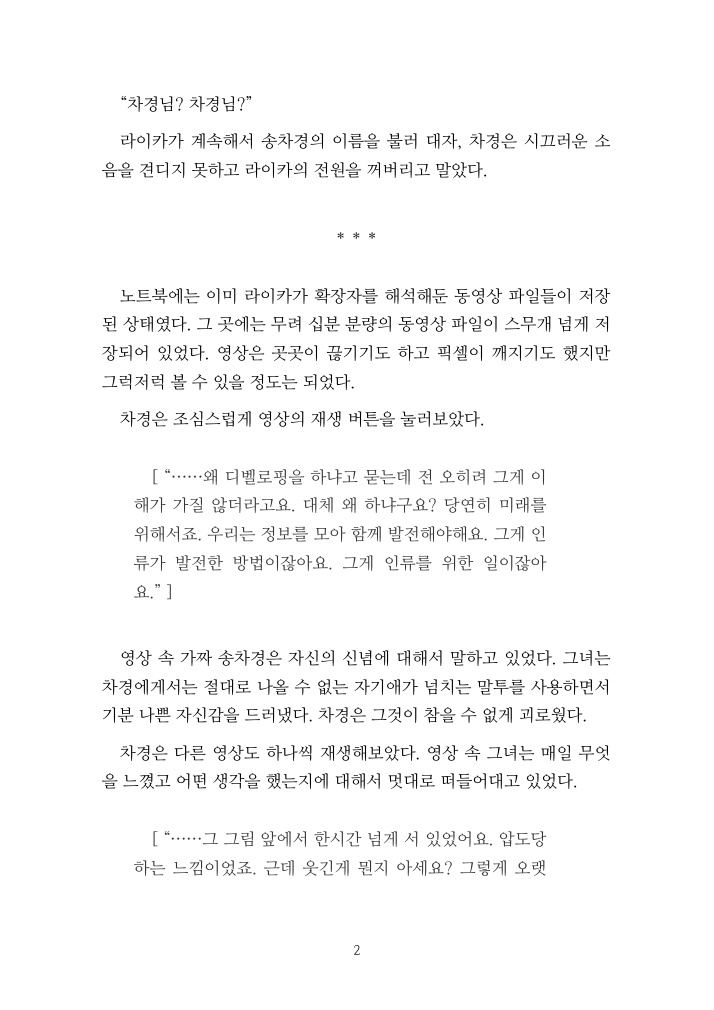 “차경님? 차경님?”
라이카가 계속해서 송차경의 이름을 불러 대자, 차경은 시끄러운 소
음을 견디지 못하고 라이카의 전원을 꺼버리고 말았다.
* * *
노트북에는 이미 라이카가 확장자를 해석해둔 동영상 파일들이 저장
된 상태였다. 그 곳에는 무려 십분 분량의 동영상 파일이 스무개 넘게 저
장되어 있었다. 영상은 곳곳이 끊기기도 하고 픽셀이 깨지기도 했지만
그럭저럭 볼 수 있을 정도는 되었다.
차경은 조심스럽게 영상의 재생 버튼을 눌러보았다.
[ “……왜 디벨로핑을 하냐고 묻는데 전 오히려 그게 이
해가 가질 않더라고요. 대체 왜 하냐구요? 당연히 미래를
위해서죠. 우리는 정보를 모아 함께 발전해야해요. 그게 인
류가 발전한 방법이잖아요. 그게 인류를 위한 일이잖아
요.” ]
영상 속 가짜 송차경은 자신의 신념에 대해서 말하고 있었다. 그녀는
차경에게서는 절대로 나올 수 없는 자기애가 넘치는 말투를 사용하면서
기분 나쁜 자신감을 드러냈다. 차경은 그것이 참을 수 없게 괴로웠다.
차경은 다른 영상도 하나씩 재생해보았다. 영상 속 그녀는 매일 무엇
을 느꼈고 어떤 생각을 했는지에 대해서 멋대로 떠들어대고 있었다.
[ “……그 그림 앞에서 한시간 넘게 서 있었어요. 압도당
하는 느낌이었죠. 근데 웃긴게 뭔지 아세요? 그렇게 오랫
2